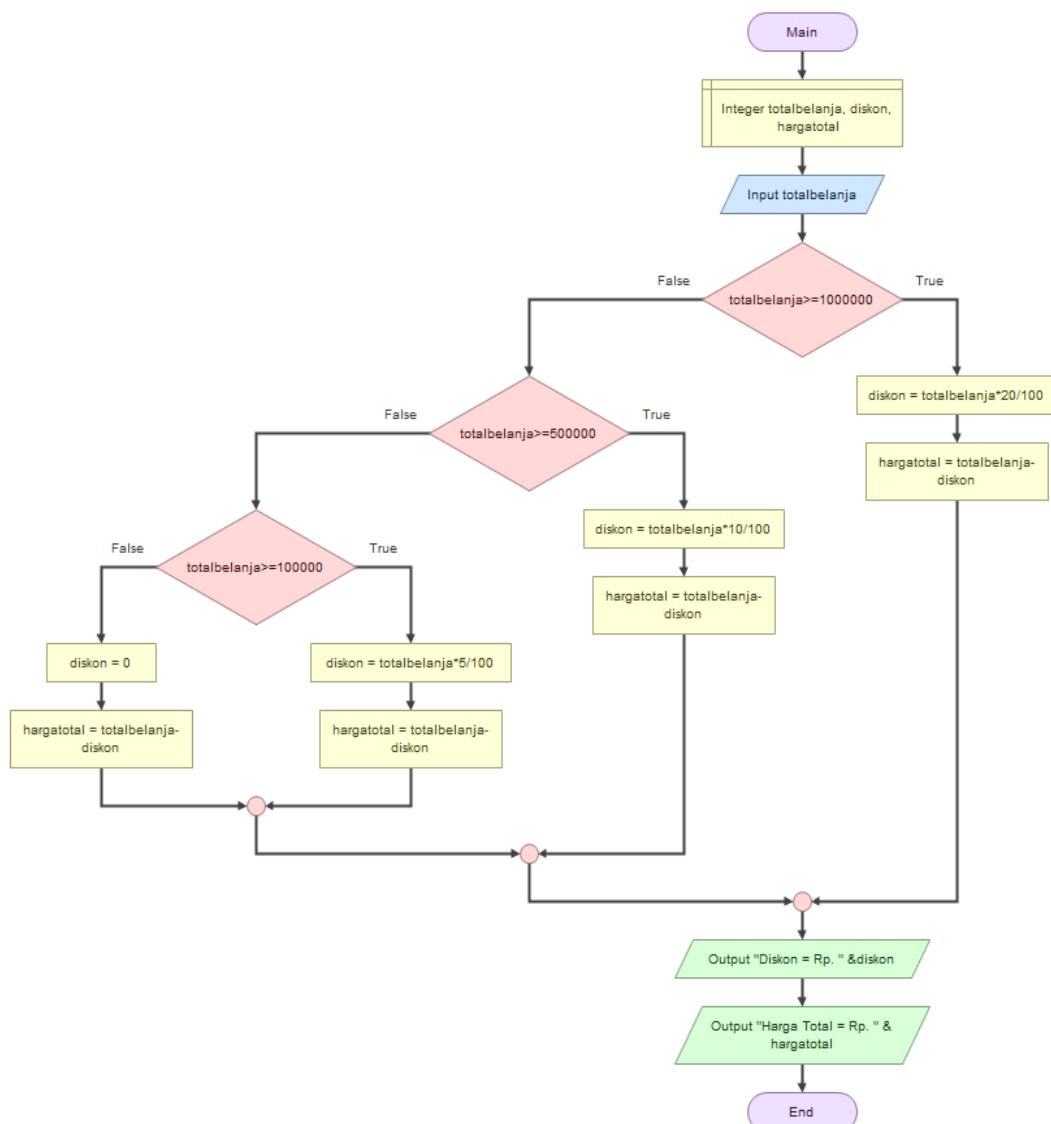 Main
Integer totalbelanja, diskon,
hargatotal
Input totalbelanja
False
True
totalbelanja>=1000000
diskon = totalbelanja*20/100
hargatotal = totalbelanja-
diskon
False
True
totalbelanja>=500000
diskon = totalbelanja*10/100
hargatotal = totalbelanja-
diskon
False
True
totalbelanja>=100000
diskon = 0
hargatotal = totalbelanja-
diskon
diskon = totalbelanja*5/100
hargatotal = totalbelanja-
diskon
Output "Diskon = Rp. " &diskon
Output "Harga Total = Rp. " &
hargatotal
End